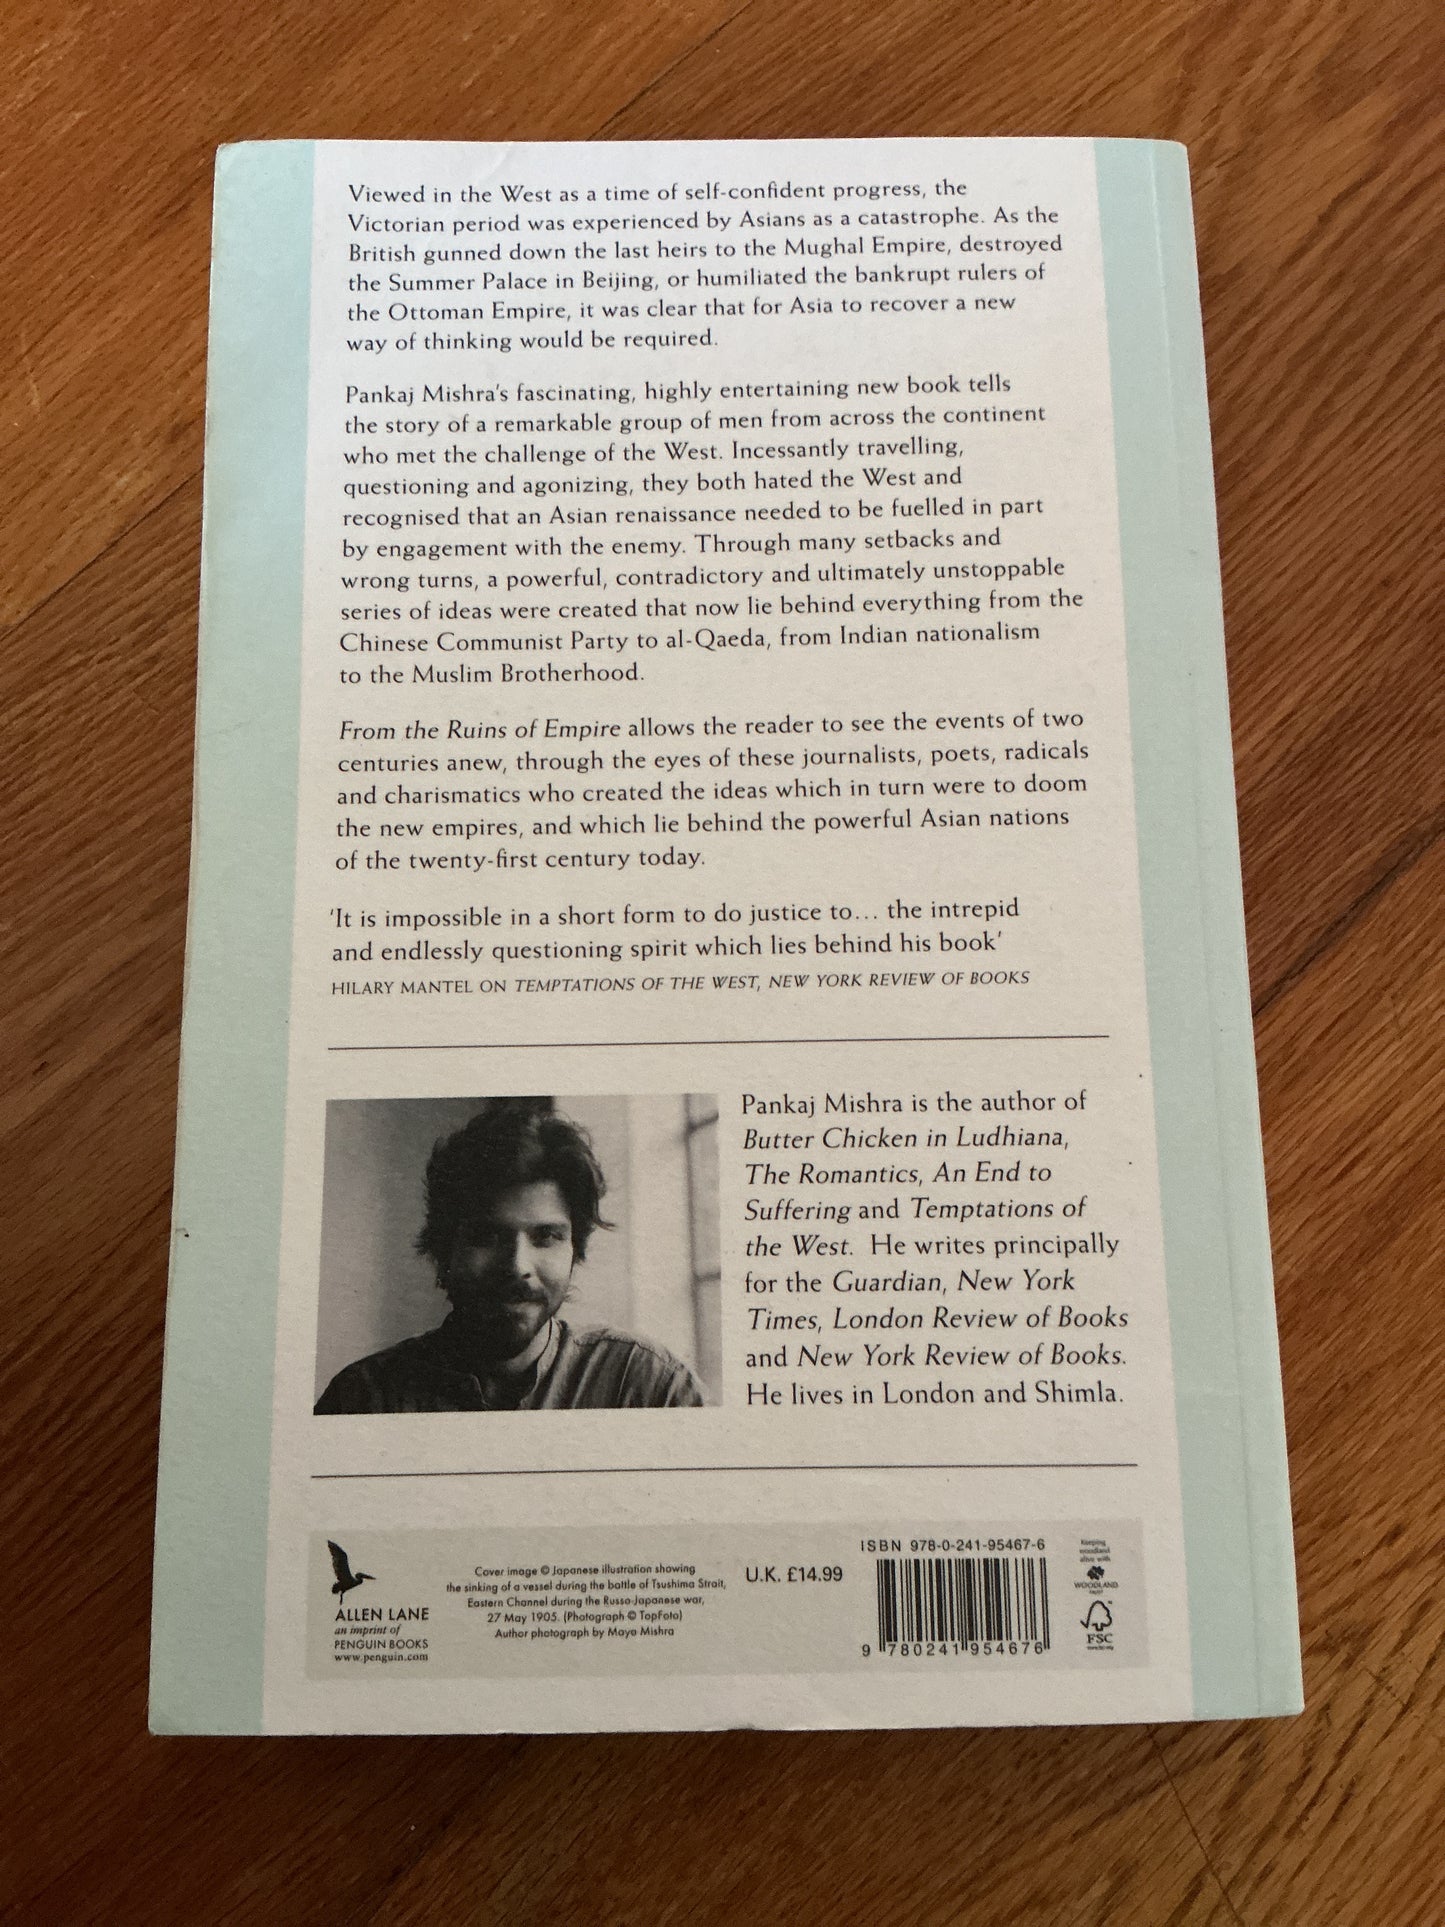 Viewed in the West as a time of self-confident progress, the
Victorian period was experienced by Asians as a catastrophe. As the
British gunned down the last heirs to the Mughal Empire, destroyed
the Summer Palace in Beijing, or humiliated the bankrupt rulers of
the Ottoman Empire, it was clear that for Asia to recover a new
way of thinking would be required.
Pankaj Mishra's fascinating, highly entertaining new book tells
the story of a remarkable group of men from across the continent
who met the challenge of the West. Incessantly travelling,
questioning and agonizing, they both hated the West and
recognised that an Asian renaissance needed to be fuelled in part
by engagement with the enemy. Through many setbacks and
wrong turns, a powerful, contradictory and ultimately unstoppable
series of ideas were created that now lie behind everything from the
Chinese Communist Party to al-Qaeda, from Indian nationalism
to the Muslim Brotherhood.
From the Ruins of Empire allows the reader to see the events of two
centuries anew, through the eyes of these journalists, poets, radicals
and charismatics who created the ideas which in turn were to doom
the new empires, and which lie behind the powerful Asian nations
of the twenty-first century today.
'It is impossible in a short form to do justice to... the intrepid
and endlessly questioning spirit which lies behind his book'
HILARY MANTEL ON TEMPTATIONS OF THE WEST, NEW YORK REVIEW OF BOOKS
Pankaj Mishra is the author of
Butter Chicken in Ludhiana,
The Romantics, An End to
Suffering and Temptations of
the West. He writes principally
for the Guardian, New York
Times, London Review of Books
and New York Review of Books.
He lives in London and Shimla.
ALLEN LANE
an imprint of
PENGUIN BOOKS
www.penguin.com
Cover image © Japanese illustration showing
the sinking of a vessel during the battle of Tsushima Strait,
Eastern Channel during the Russo-Japanese war,
27 May 1905. (Photograph © TopFoto)
Author photograph by Maya Mishra
U.K. £14.99
ISBN 978-0-241-95467-6
9 780241 954676
Keeping
woodland
alive with
WOODLAND
TRUST
FSC